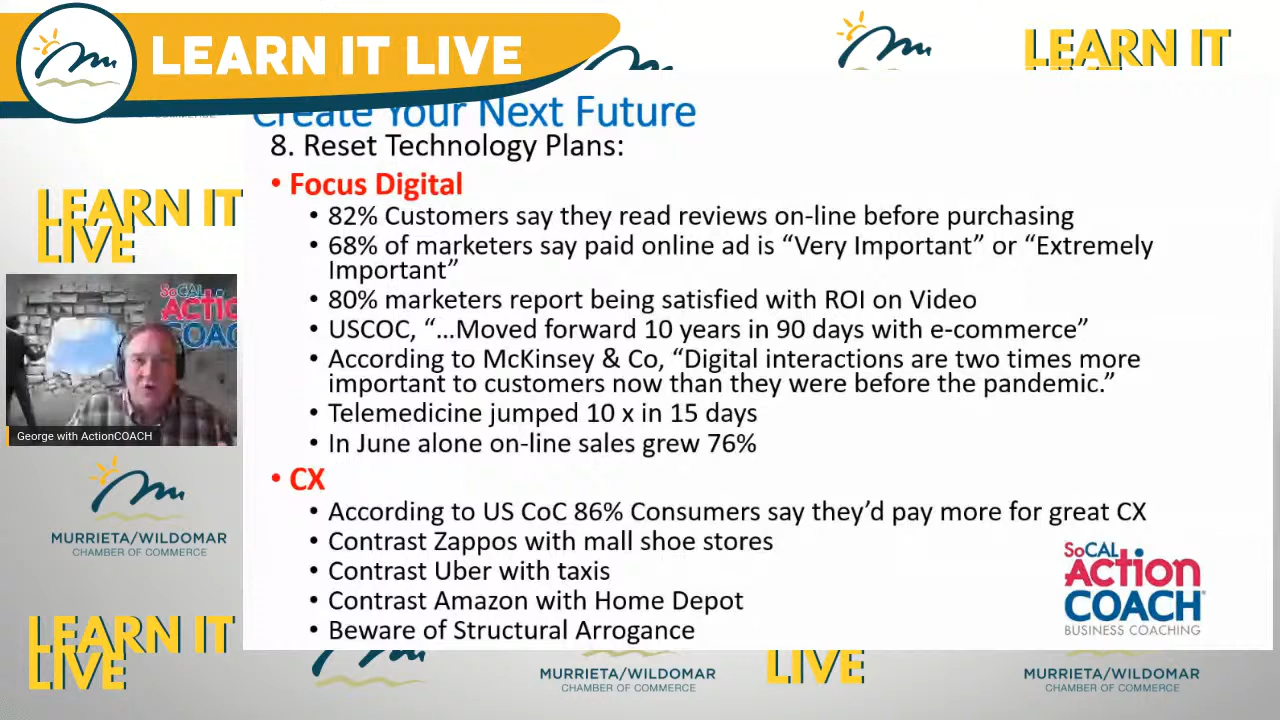 LEARN IT LIVE
LEARN IT
Create Your Next Future
8. Reset Technology Plans:
• Focus Digital
• 82% Customers say they read reviews on-line before purchasing
• 68% of marketers say paid online ad is “Very Important” or “Extremely
Important”
• 80% marketers report being satisfied with ROI on Video
• USCOC, “…Moved forward 10 years in 90 days with e-commerce”
• According to McKinsey & Co, “Digital interactions are two times more
important to customers now than they were before the pandemic.”
• Telemedicine jumped 10 x in 15 days
• In June alone on-line sales grew 76%
• CX
• According to US CoC 86% Consumers say they’d pay more for great CX
• Contrast Zappos with mall shoe stores
• Contrast Uber with taxis
• Contrast Amazon with Home Depot
• Beware of Structural Arrogance
SoCAL
Action
COACH
BUSINESS COACHING
LEARN IT
LIVE
SoCAL
ACTION
COACH
George with ActionCOACH
MURRIETA/WILDOMAR
CHAMBER OF COMMERCE
LEARN IT
LIVE
MURRIETA/WILDOMAR
CHAMBER OF COMMERCE
LIVE
MURRIETA/WILDOMAR
CHAMBER OF COMMERCE